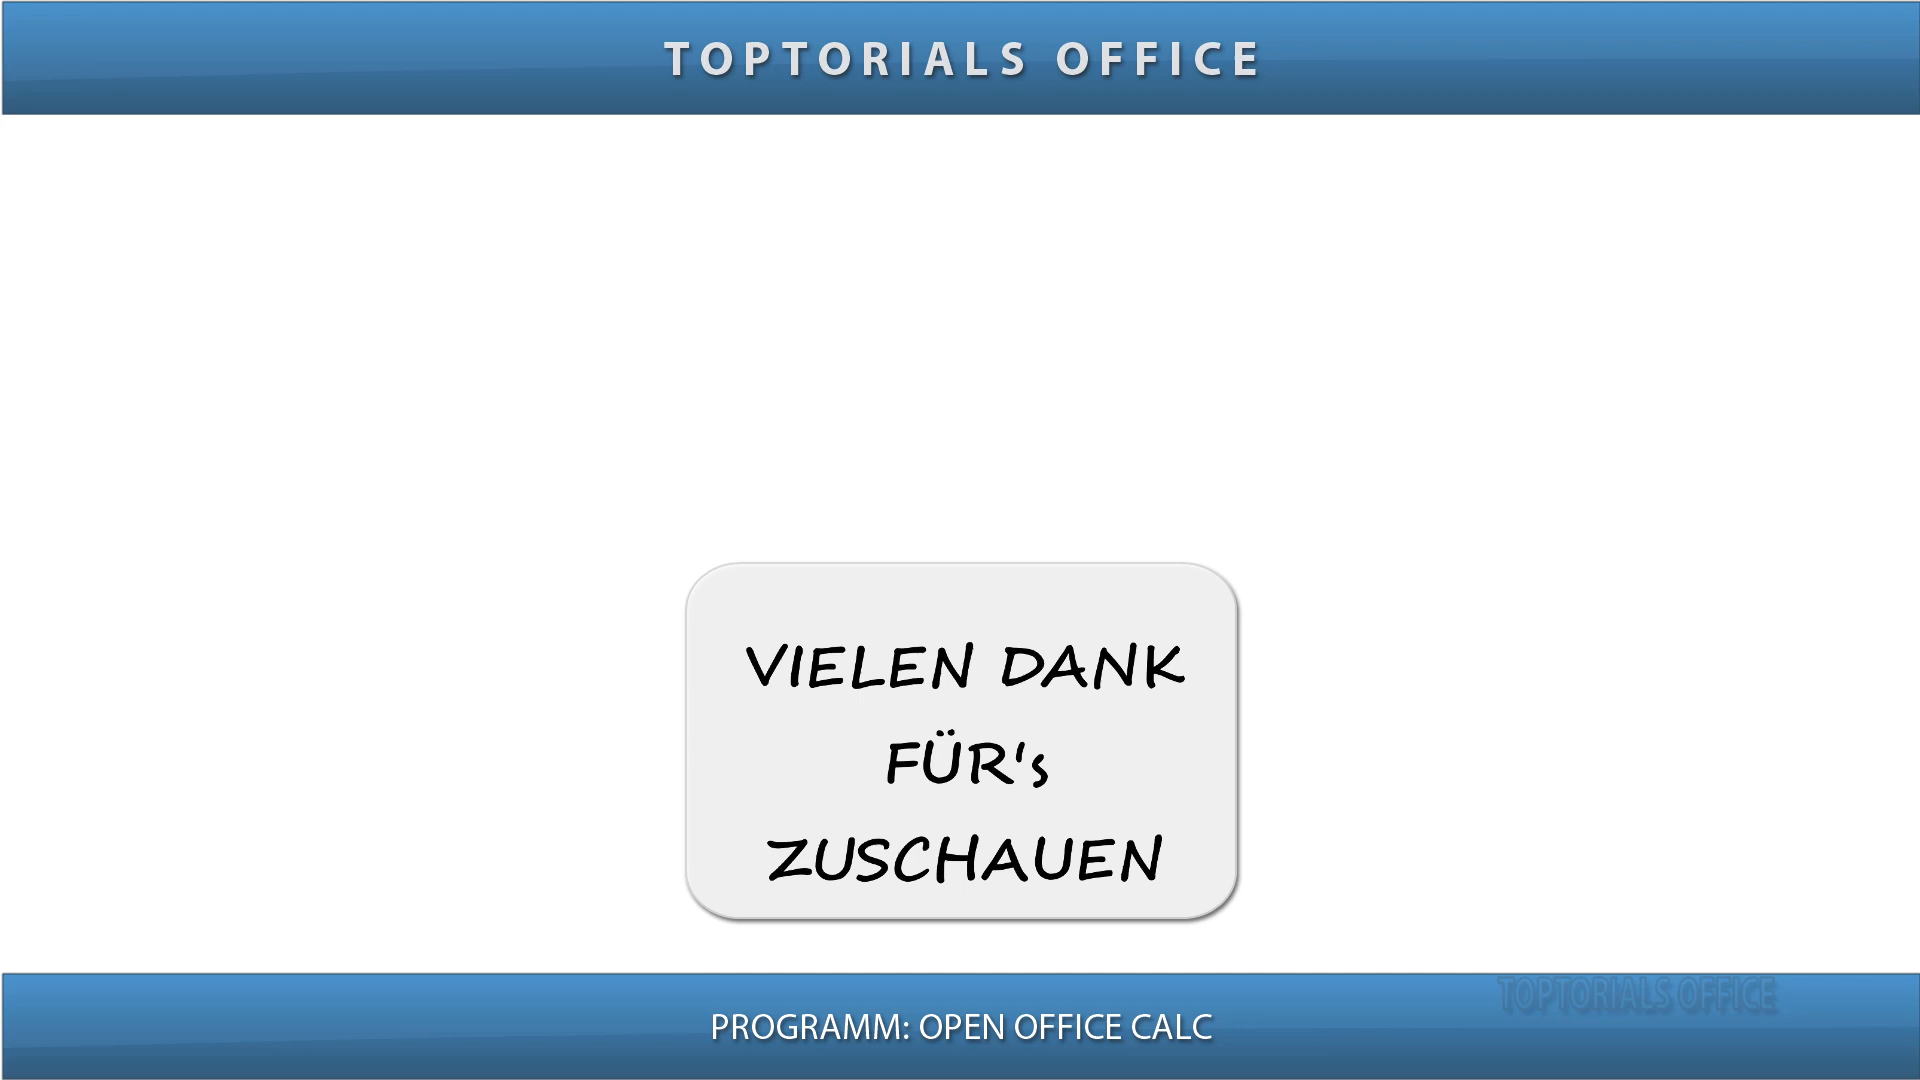 TOPTORIALS OFFICE
VIELEN DANK
FÜR's
ZUSCHAUEN
TOPTORIALS OFFICE
PROGRAMM: OPEN OFFICE CALC